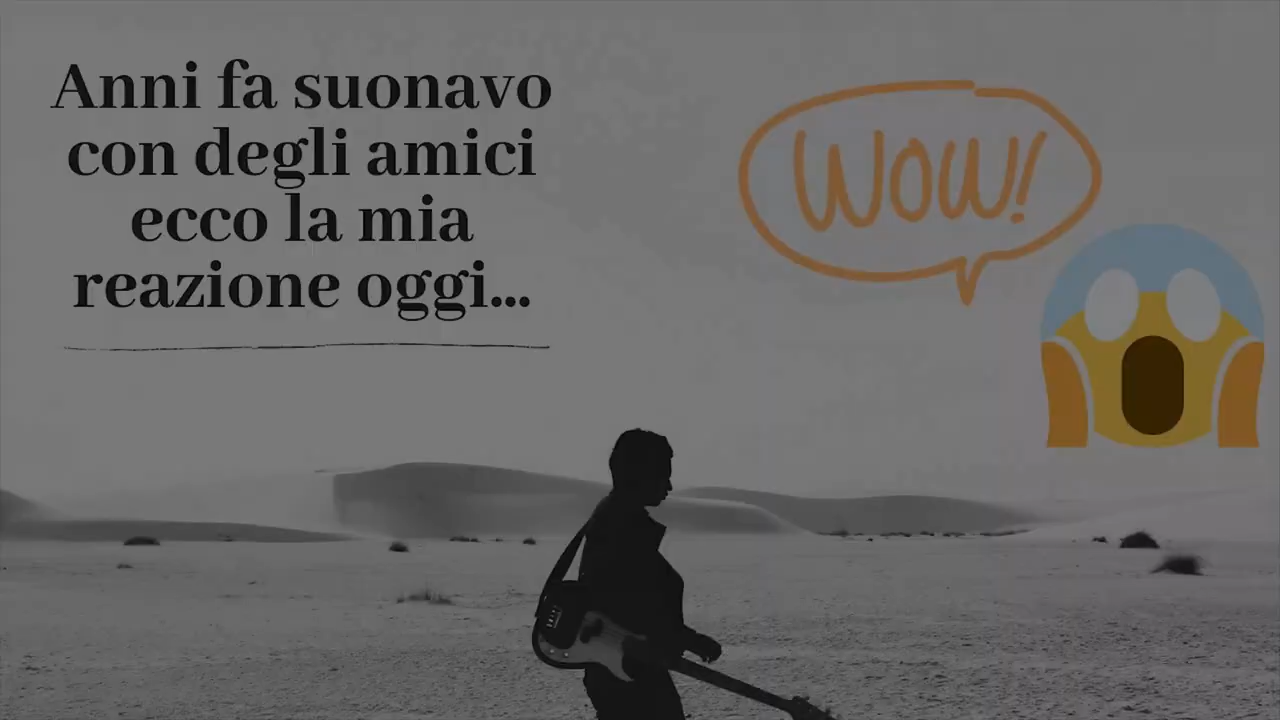 Anni fa suonavo
con degli amici
ecco la mia
reazione oggi...
WOW!